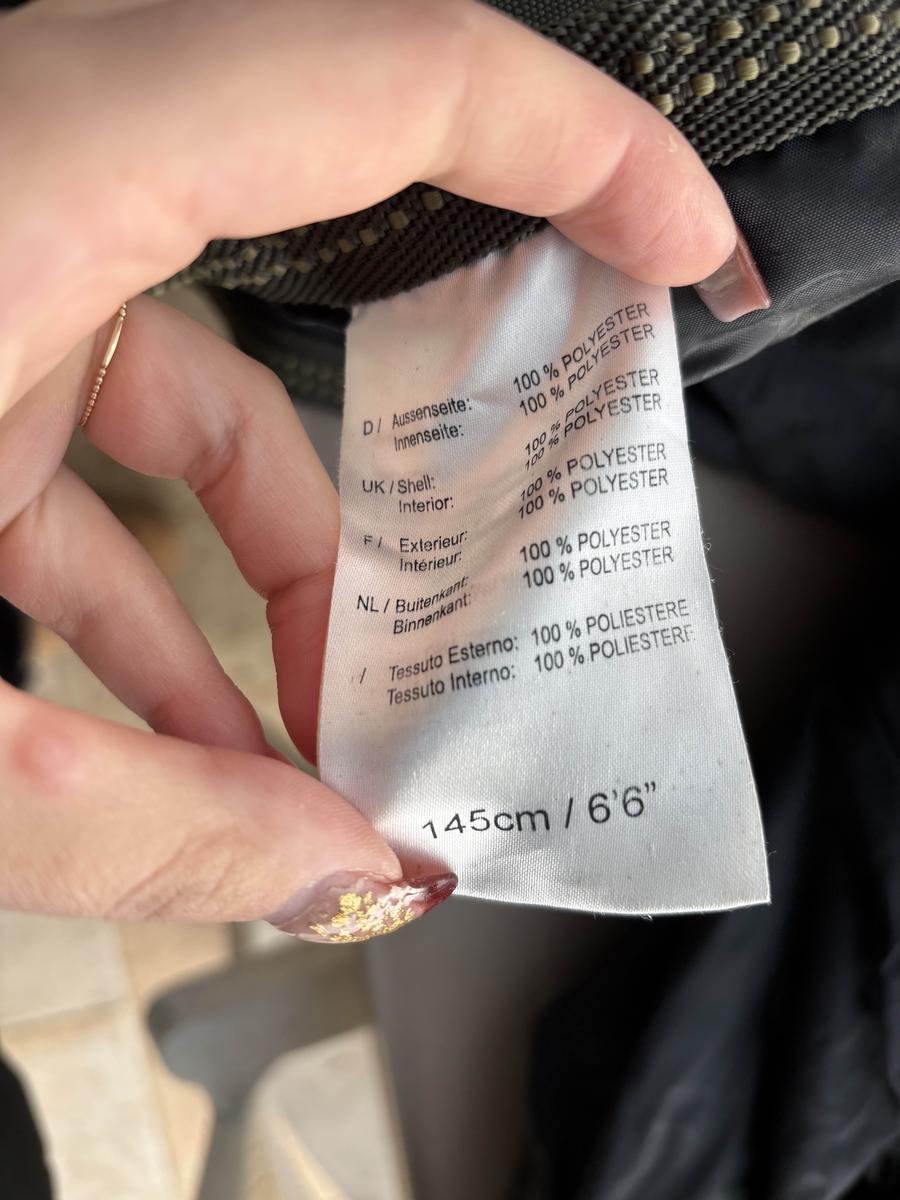 D / Aussenseite: 100 % POLYESTER
Innenseite: 100 % POLYESTER
UK / Shell: 100 % POLYESTER
Interior: 100 % POLYESTER
F / Exterieur: 100 % POLYESTER
Intérieur: 100 % POLYESTER
NL / Buitenkant: 100 % POLYESTER
Binnenkant: 100 % POLYESTER
/ Tessuto Esterno: 100 % POLIESTERE
Tessuto Interno: 100 % POLIESTERE
145cm / 6'6"